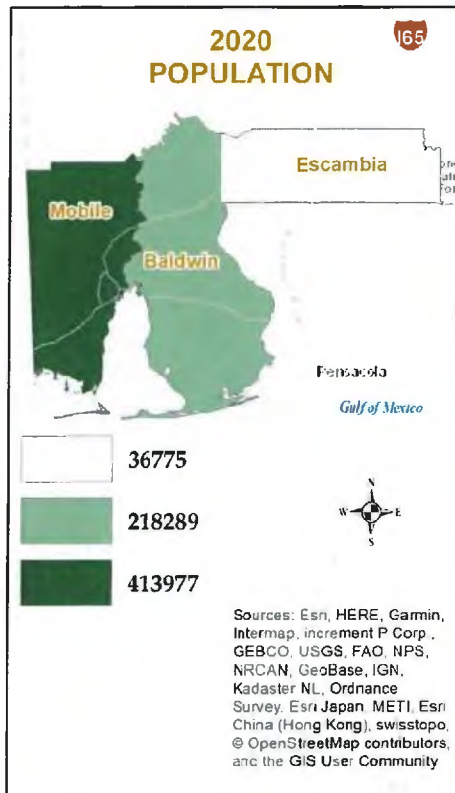 2020
POPULATION
I65
Escambia
Mobile
Baldwin
Pensacola
Gulf of Mexico
36775
218289
413977
N
W E
S
Sources: Esri, HERE, Garmin,
Intermap, increment P Corp.,
GEBCO, USGS, FAO, NPS,
NRCAN, GeoBase, IGN,
Kadaster NL, Ordnance
Survey, Esri Japan, METI, Esri
China (Hong Kong), swisstopo,
© OpenStreetMap contributors,
and the GIS User Community